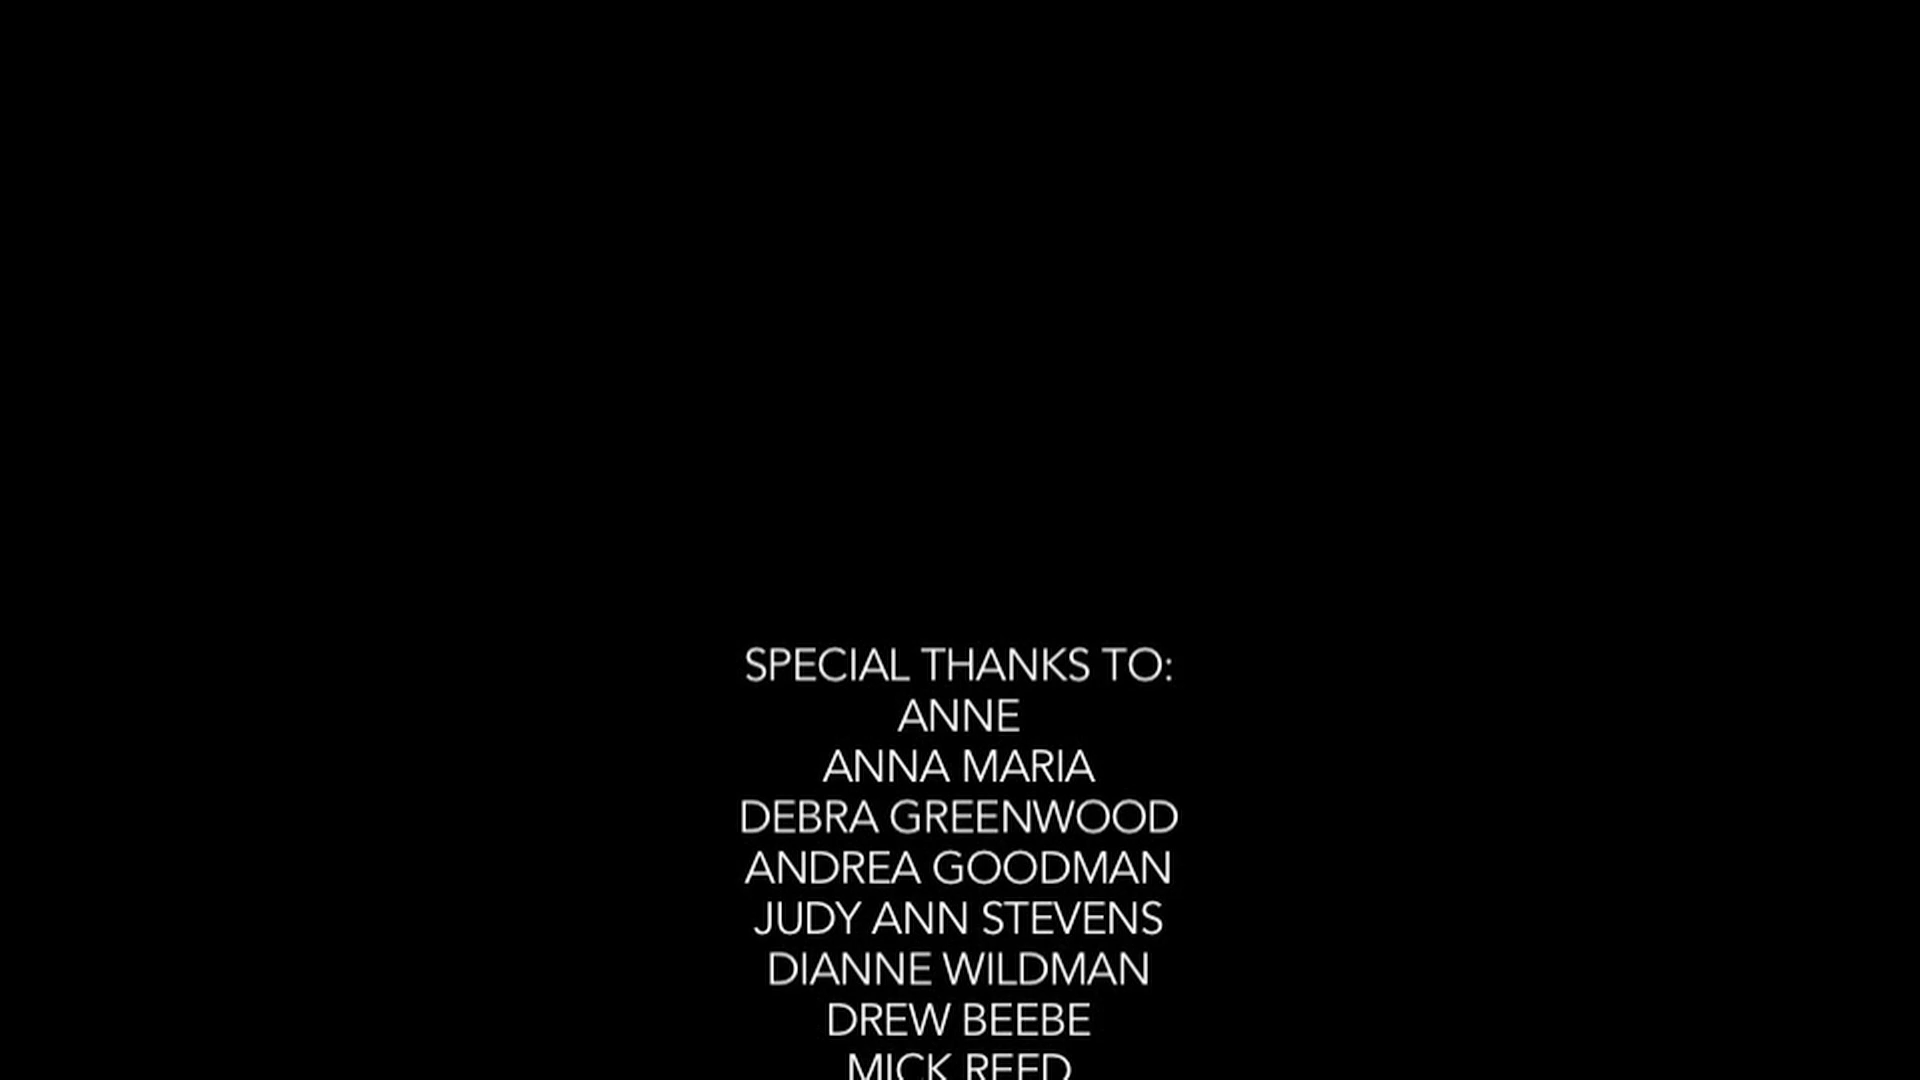 SPECIAL THANKS TO:
ANNE
ANNA MARIA
DEBRA GREENWOOD
ANDREA GOODMAN
JUDY ANN STEVENS
DIANNE WILDMAN
DREW BEEBE
MICK REED